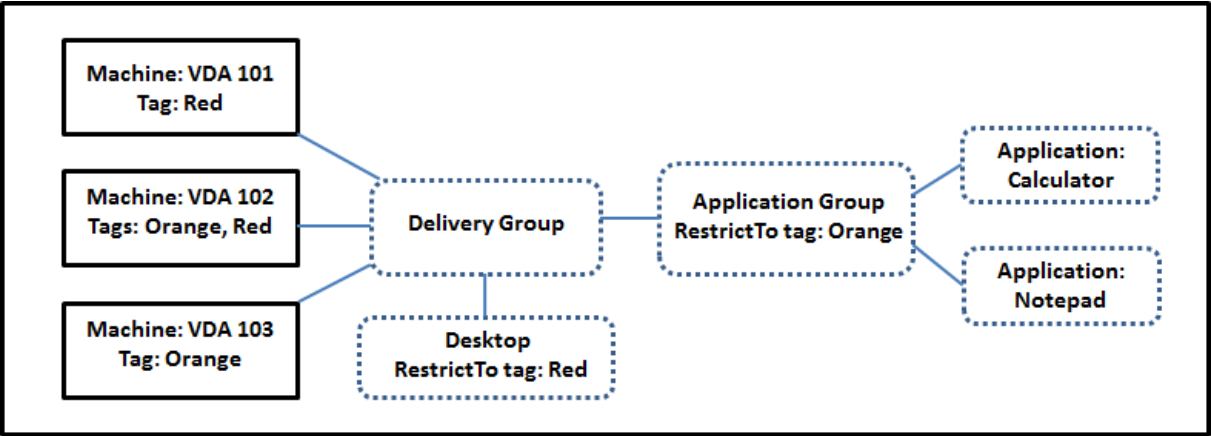 Machine: VDA 101
Tag: Red
Machine: VDA 102
Tags: Orange, Red
Machine: VDA 103
Tag: Orange
Delivery Group
Desktop
RestrictTo tag: Red
Application Group
RestrictTo tag: Orange
Application:
Calculator
Application:
Notepad